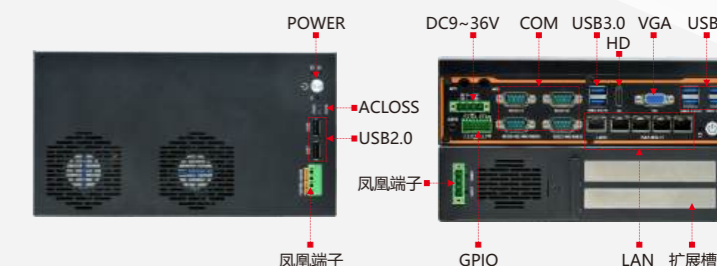 POWER
DC9~36V
COM
USB3.0
VGA
USB
HD
ACLOSS
USB2.0
凤凰端子
凤凰端子
GPIO
LAN
扩展槽